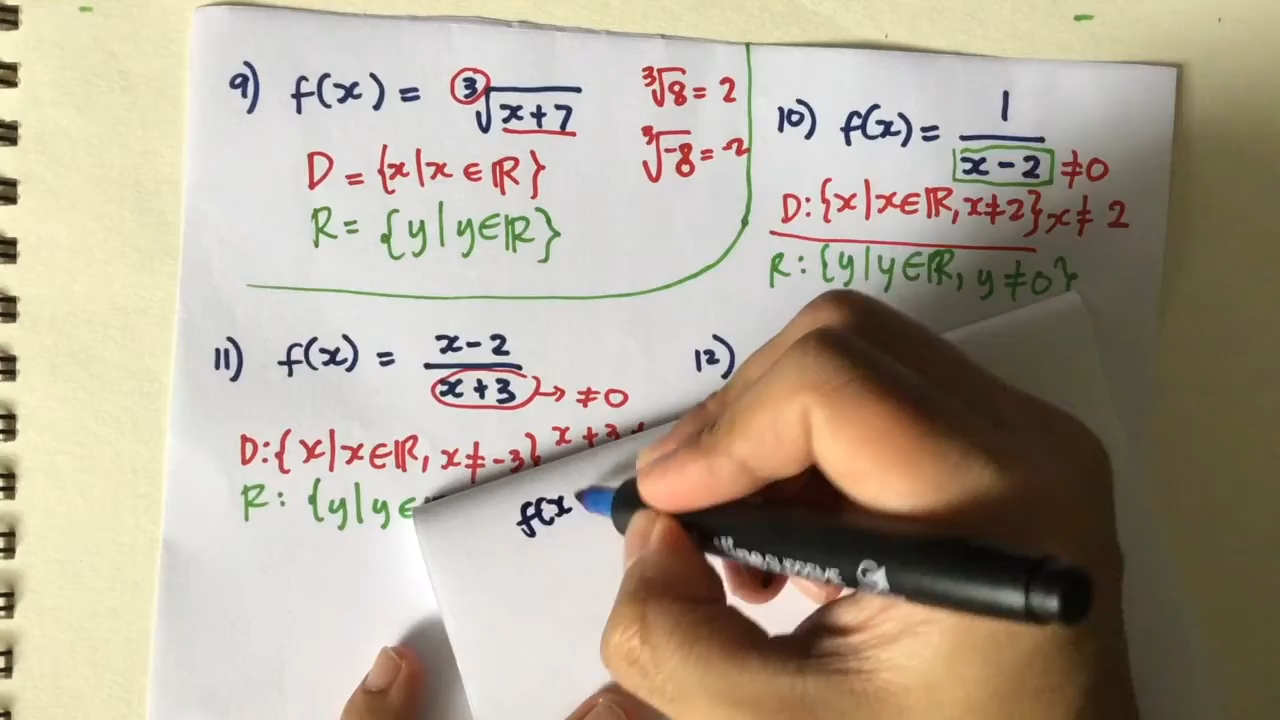 9) f(x) = ∛(x+7)
∛8 = 2
∛-8 = -2
D = {x|x ∈ ℝ}
R = {y|y ∈ ℝ}
10) f(x) = 1/(x-2) ≠0
x ≠ 2
D: {x|x∈ℝ, x≠2}
R: {y|y∈ℝ, y≠0}
11) f(x) = (x-2)/(x+3) → ≠0
x+3
D: {x|x∈ℝ, x≠-3}
R: {y|y∈
12)
f(x